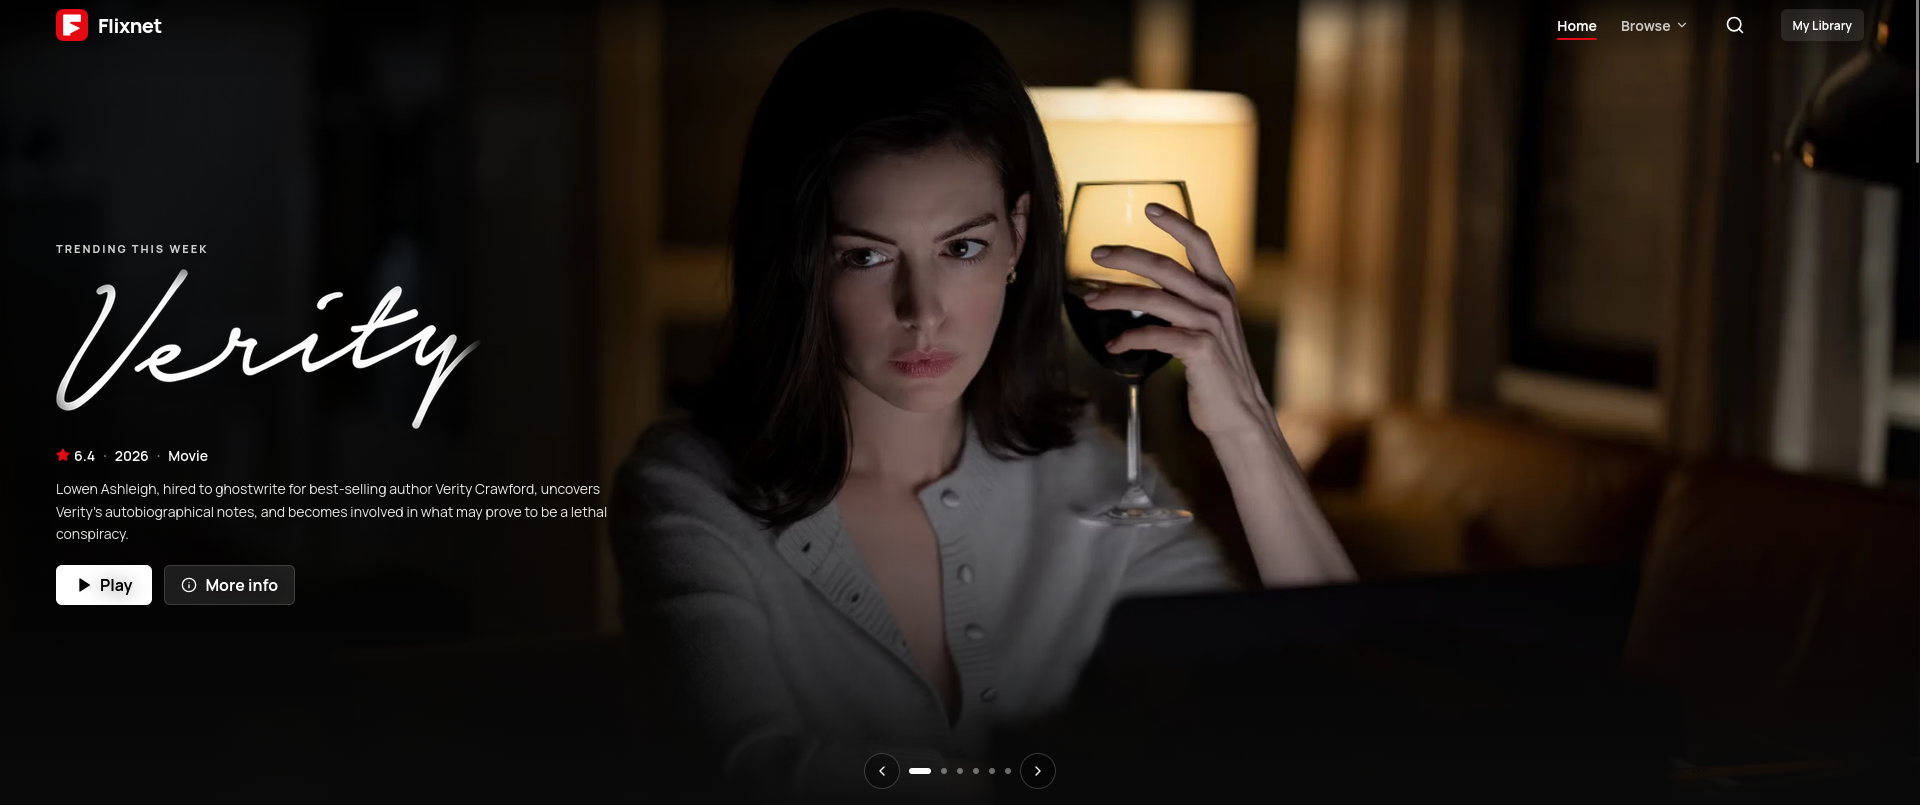 Flixnet
Home
Browse
My Library
TRENDING THIS WEEK
Verity
6.4 · 2026 · Movie
Lowen Ashleigh, hired to ghostwrite for best-selling author Verity Crawford, uncovers
Verity's autobiographical notes, and becomes involved in what may prove to be a lethal
conspiracy.
Play
More info